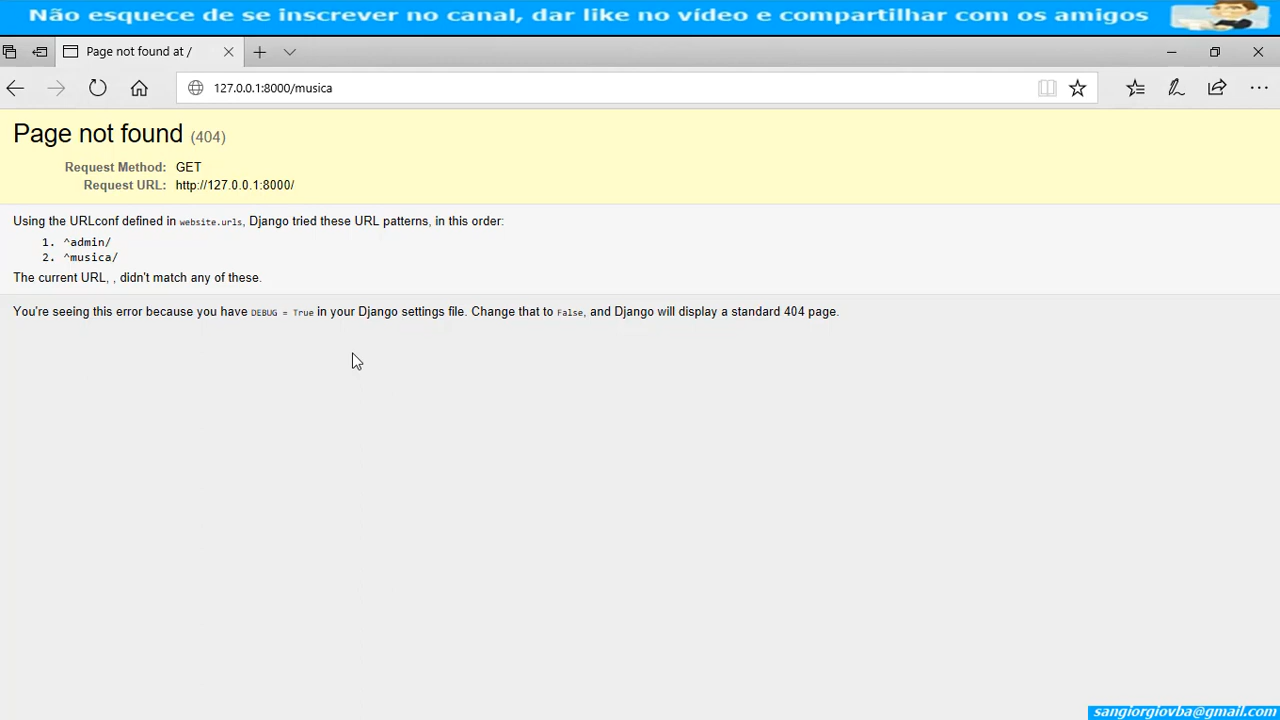 Não esquece de se inscrever no canal, dar like no vídeo e compartilhar com os amigos
Page not found at /
127.0.0.1:8000/musica
Page not found (404)
Request Method: GET
Request URL: http://127.0.0.1:8000/
Using the URLconf defined in website.urls, Django tried these URL patterns, in this order:
1. ^admin/
2. ^musica/
The current URL, , didn't match any of these.
You're seeing this error because you have DEBUG = True in your Django settings file. Change that to False, and Django will display a standard 404 page.
sangiorgiovba@gmail.com